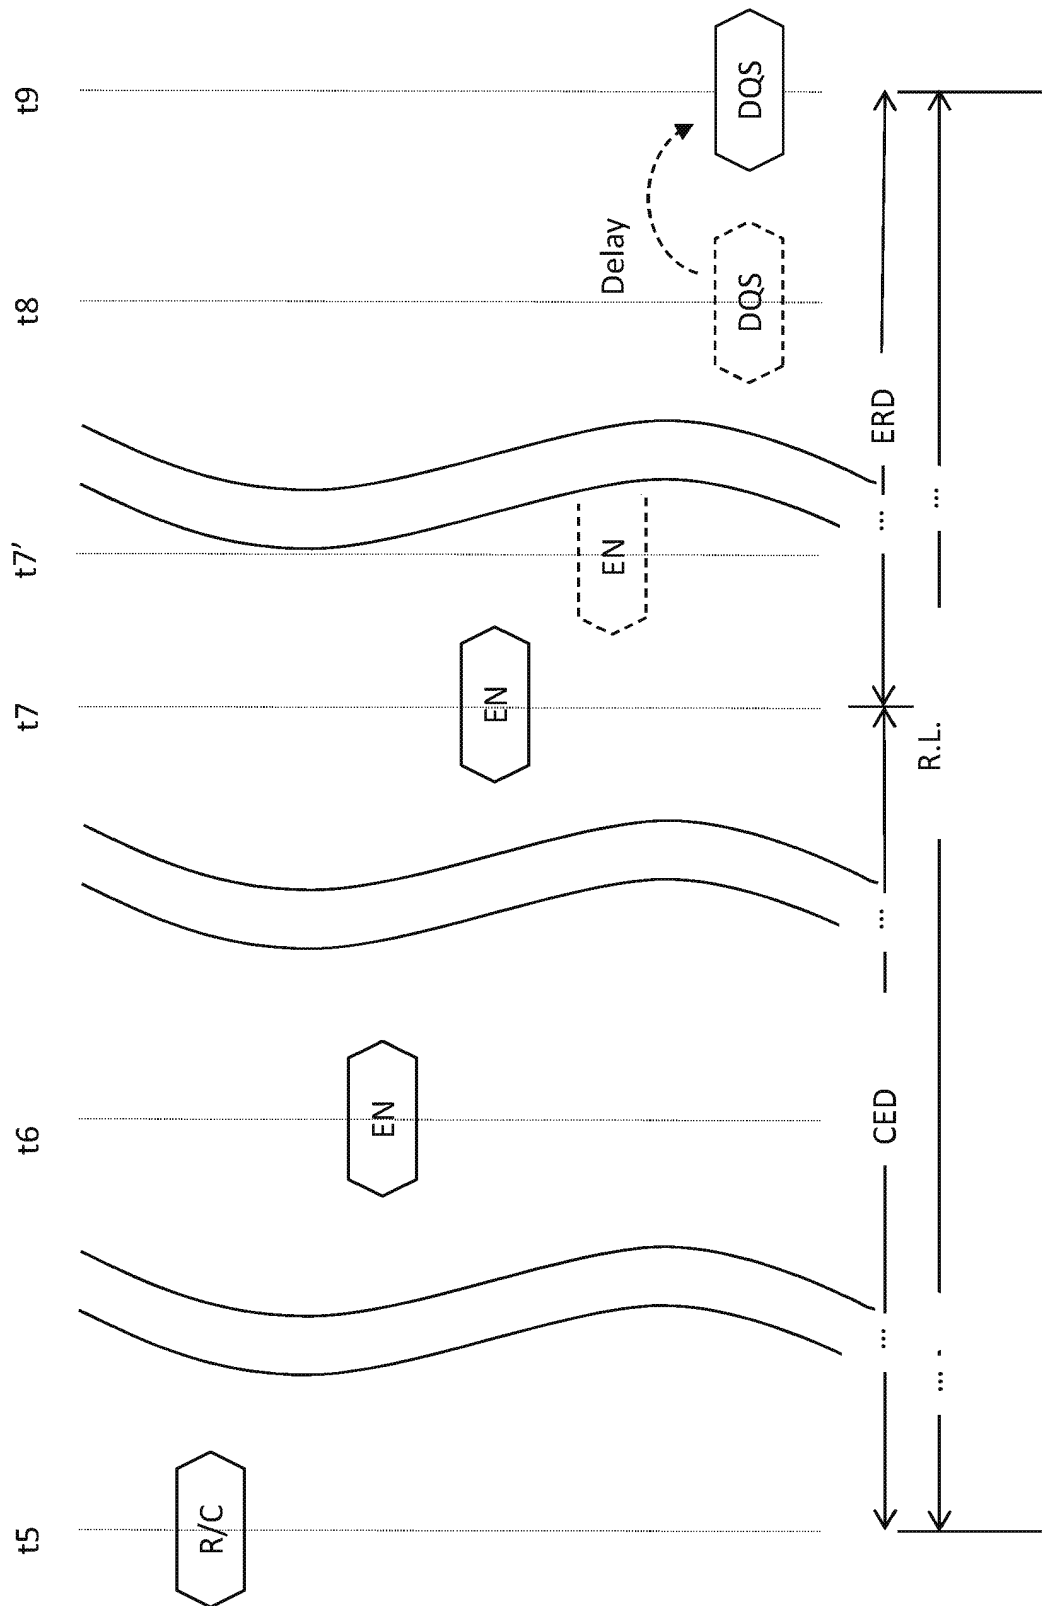 t5
t6
t7
t7’
t8
t9
R/C
EN
EN
EN
Delay
DQS
DQS
CED
...
...
ERD
...
R.L.
...
...